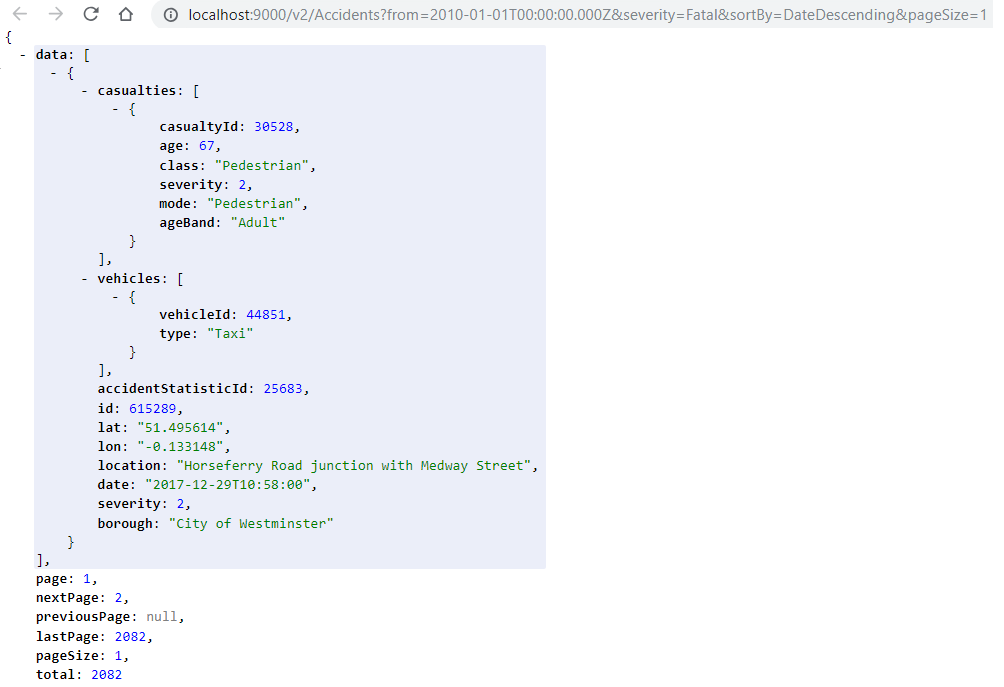 localhost:9000/v2/Accidents?from=2010-01-01T00:00:00.000Z&severity=Fatal&sortBy=DateDescending&pageSize=1
{
- data: [
- {
- casualties: [
- {
casualtyId: 30528,
age: 67,
class: "Pedestrian",
severity: 2,
mode: "Pedestrian",
ageBand: "Adult"
}
],
- vehicles: [
- {
vehicleId: 44851,
type: "Taxi"
}
],
accidentStatisticId: 25683,
id: 615289,
lat: "51.495614",
lon: "-0.133148",
location: "Horseferry Road junction with Medway Street",
date: "2017-12-29T10:58:00",
severity: 2,
borough: "City of Westminster"
}
],
page: 1,
nextPage: 2,
previousPage: null,
lastPage: 2082,
pageSize: 1,
total: 2082